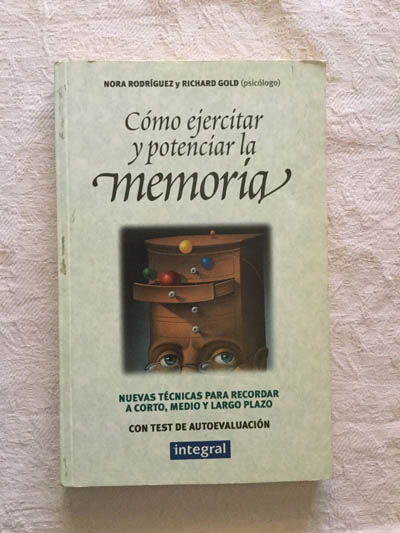 NORA RODRÍGUEZ y RICHARD GOLD (psicólogo)
Cómo ejercitar
y potenciar la
memoria
NUEVAS TÉCNICAS PARA RECORDAR
A CORTO, MEDIO Y LARGO PLAZO
CON TEST DE AUTOEVALUACIÓN
integral